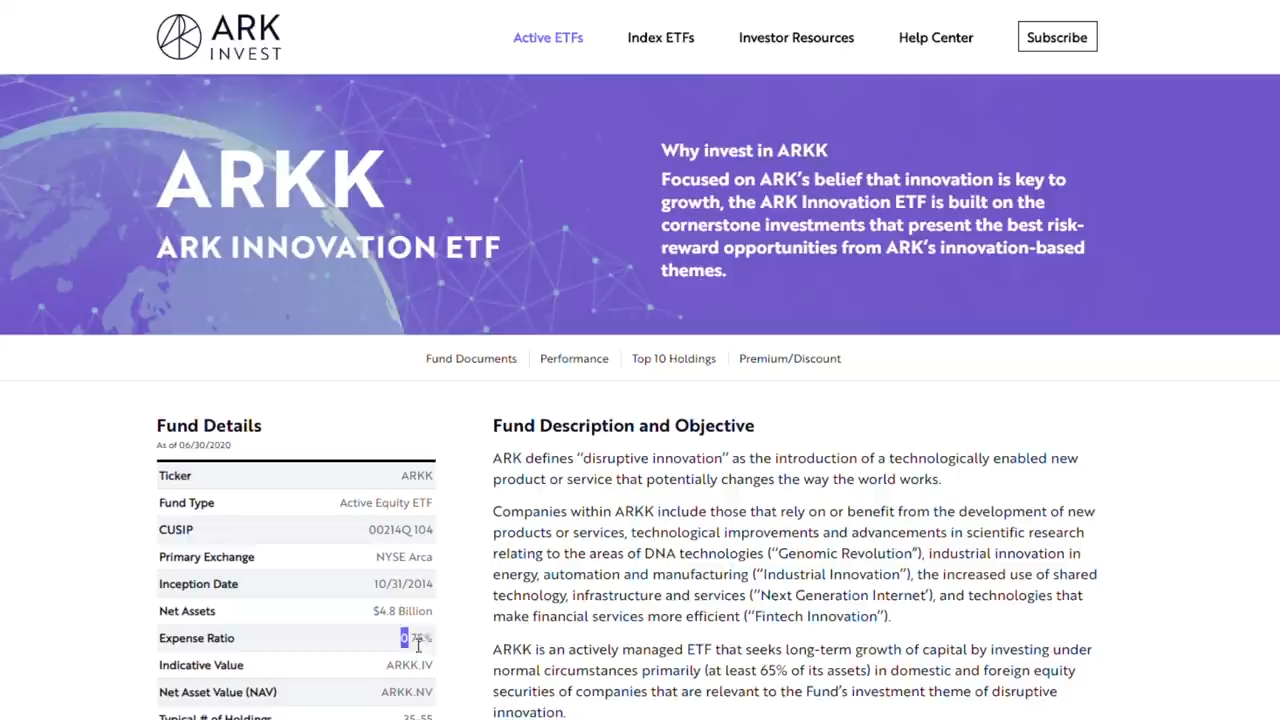 ARK
INVEST
Active ETFs
Index ETFs
Investor Resources
Help Center
Subscribe
ARKK
ARK INNOVATION ETF
Why invest in ARKK
Focused on ARK's belief that innovation is key to
growth, the ARK Innovation ETF is built on the
cornerstone investments that present the best risk-
reward opportunities from ARK's innovation-based
themes.
Fund Documents
Performance
Top 10 Holdings
Premium/Discount
Fund Details
As of 06/30/2020
Ticker ARKK
Fund Type Active Equity ETF
CUSIP 00214Q 104
Primary Exchange NYSE Arca
Inception Date 10/31/2014
Net Assets $4.8 Billion
Expense Ratio 0.75%
Indicative Value ARKK.IV
Net Asset Value (NAV) ARKK.NV
Typical # of Holdings 35-55
Fund Description and Objective
ARK defines "disruptive innovation" as the introduction of a technologically enabled new
product or service that potentially changes the way the world works.
Companies within ARKK include those that rely on or benefit from the development of new
products or services, technological improvements and advancements in scientific research
relating to the areas of DNA technologies ("Genomic Revolution"), industrial innovation in
energy, automation and manufacturing ("Industrial Innovation"), the increased use of shared
technology, infrastructure and services ("Next Generation Internet'), and technologies that
make financial services more efficient ("Fintech Innovation").
ARKK is an actively managed ETF that seeks long-term growth of capital by investing under
normal circumstances primarily (at least 65% of its assets) in domestic and foreign equity
securities of companies that are relevant to the Fund's investment theme of disruptive
innovation.